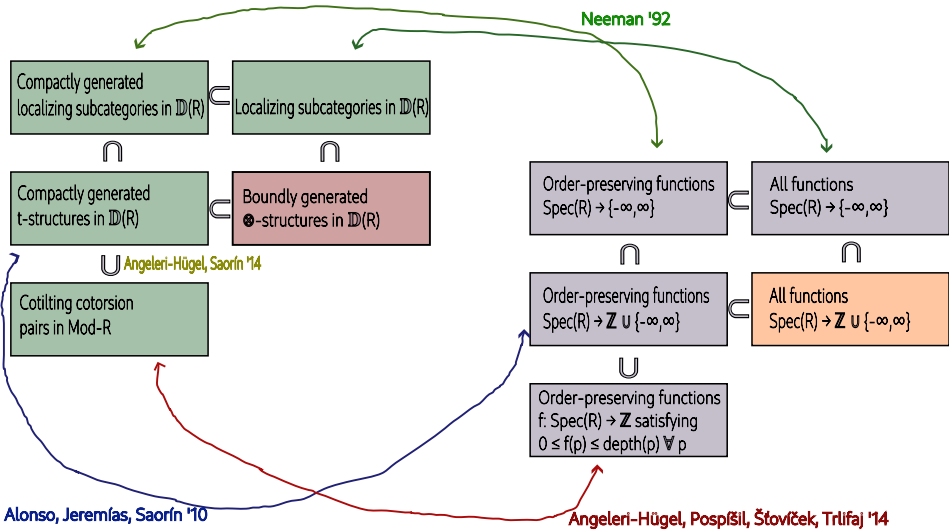 Neeman '92
Compactly generated
localizing subcategories in 𝔻(R)
⊂
Localizing subcategories in 𝔻(R)
∩
∩
Compactly generated
t-structures in 𝔻(R)
⊂
Boundly generated
⊛-structures in 𝔻(R)
∪
Angeleri-Hügel, Saorín '14
Cotilting cotorsion
pairs in Mod-R
Order-preserving functions
Spec(R) → {-∞,∞}
⊂
All functions
Spec(R) → {-∞,∞}
∩
∩
Order-preserving functions
Spec(R) → ℤ ∪ {-∞,∞}
⊂
All functions
Spec(R) → ℤ ∪ {-∞,∞}
∪
Order-preserving functions
f: Spec(R) → ℤ satisfying
0 ≤ f(p) ≤ depth(p) ∀ p
Alonso, Jeremías, Saorín '10
Angeleri-Hügel, Pospíšil, Šťovíček, Trlifaj '14